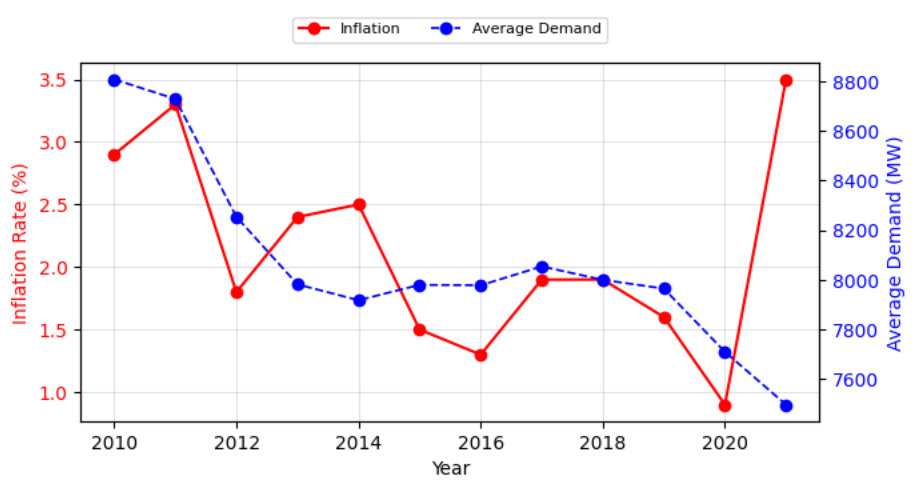 Inflation Average Demand
3.5
3.0
2.5
2.0
1.5
1.0
Inflation Rate (%)
8800
8600
8400
8200
8000
7800
7600
Average Demand (MW)
2010 2012 2014 2016 2018 2020
Year